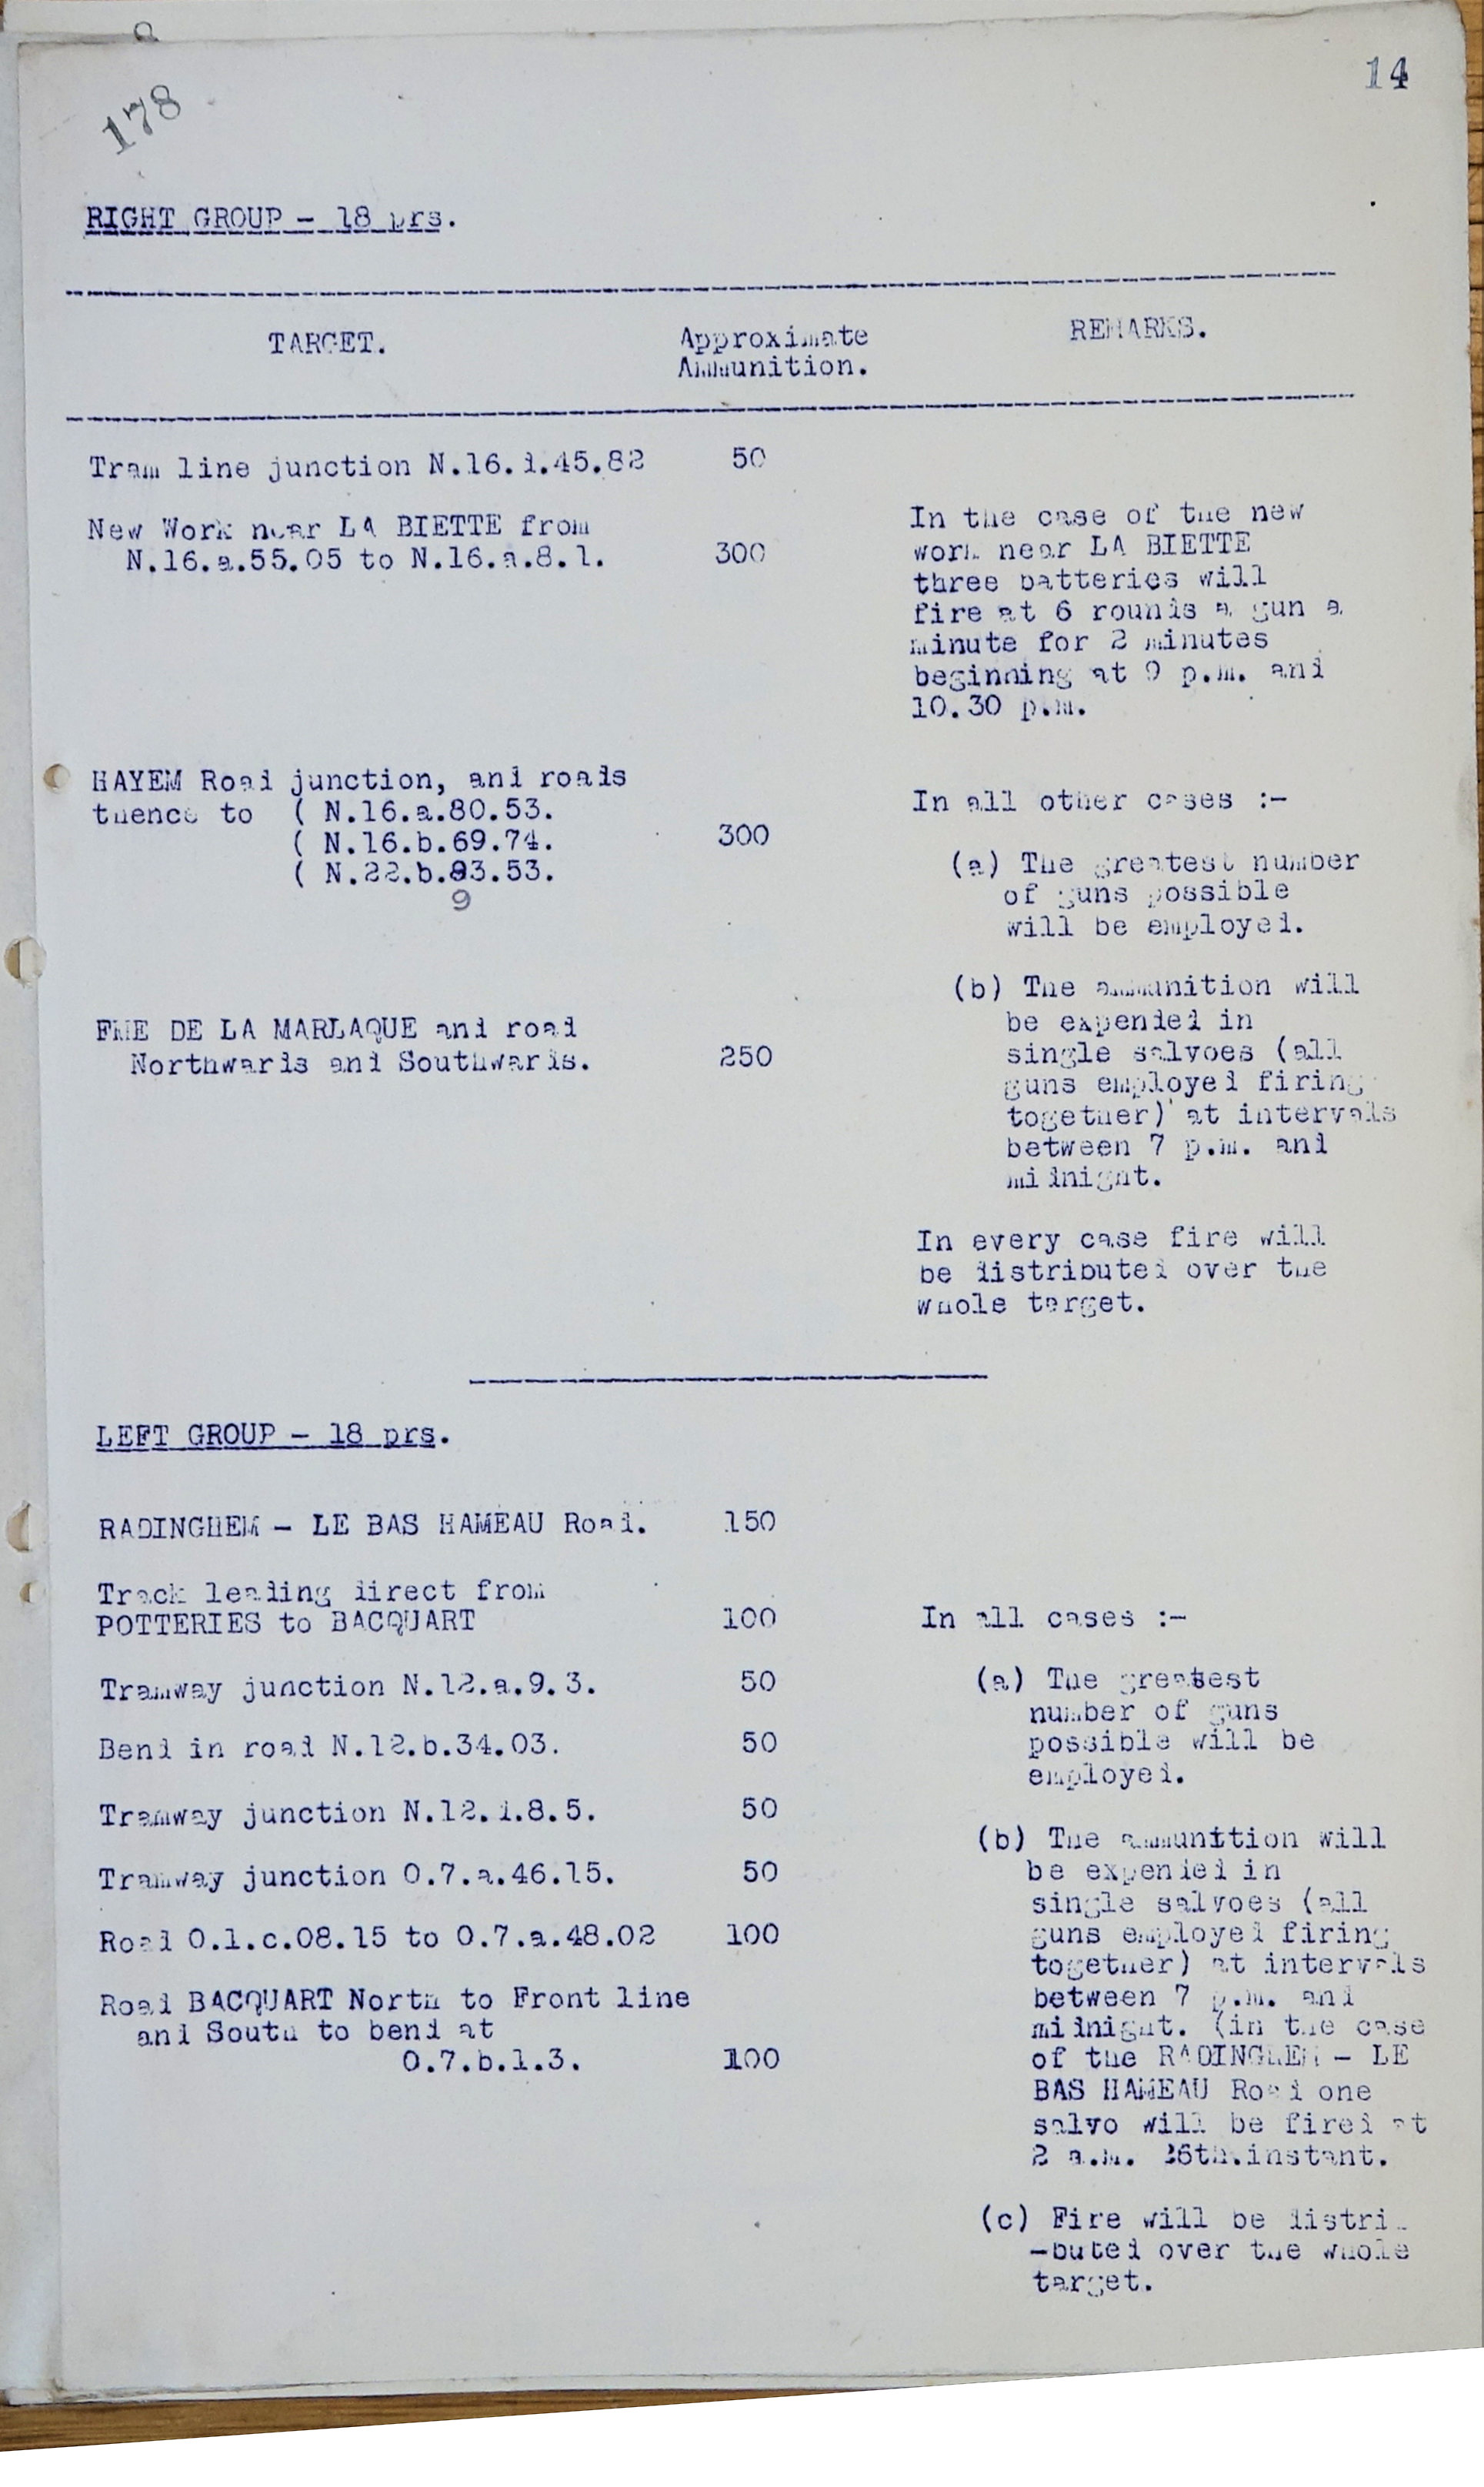 14
178
RIGHT GROUP - 18 prs.
TARGET.
Approximate
Ammunition.
REMARKS.
Tram line junction N.16.d.45.82 50
New Work near LA BIETTE from
N.16.a.55.05 to N.16.a.8.1. 300
In the case of the new
work near LA BIETTE
three batteries will
fire at 6 rounds a gun a
minute for 2 minutes
beginning at 9 p.m. and
10.30 p.m.
HAYEM Road junction, and roads
thence to ( N.16.a.80.53.
( N.16.b.69.74. 300
( N.22.b.83.53.
9
In all other cases :-
(a) The greatest number
of guns possible
will be employed.
(b) The ammunition will
be expended in
single salvoes (all
guns employed firing
together) at intervals
between 7 p.m. and
midnight.
FME DE LA MARLAQUE and road
Northwards and Southwards. 250
In every case fire will
be distributed over the
whole target.
LEFT GROUP - 18 prs.
RADINGHEM - LE BAS HAMEAU Road. 150
Track leading direct from
POTTERIES to BACQUART 100
Tramway junction N.12.a.9.3. 50
Bend in road N.12.b.34.03. 50
Tramway junction N.12.d.8.5. 50
Tramway junction O.7.a.46.15. 50
Road O.1.c.08.15 to O.7.a.48.02 100
Road BACQUART North to Front line
and South to bend at
O.7.b.1.3. 100
In all cases :-
(a) The greatest
number of guns
possible will be
employed.
(b) The ammunition will
be expended in
single salvoes (all
guns employed firing
together) at intervals
between 7 p.m. and
midnight. (in the case
of the RADINGHEM - LE
BAS HAMEAU Road one
salvo will be fired at
2 a.m. 26th.instant.
(c) Fire will be distri-
-buted over the whole
target.